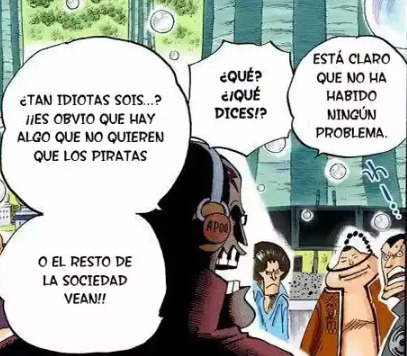 ESTÁ CLARO
QUE NO HA
HABIDO
NINGÚN
PROBLEMA.
¿QUÉ?
¿¡QUÉ
DICES!?
¿TAN IDIOTAS SOIS...?
¡¡ES OBVIO QUE HAY
ALGO QUE NO QUIEREN
QUE LOS PIRATAS
O EL RESTO DE
LA SOCIEDAD
VEAN!!
APOO